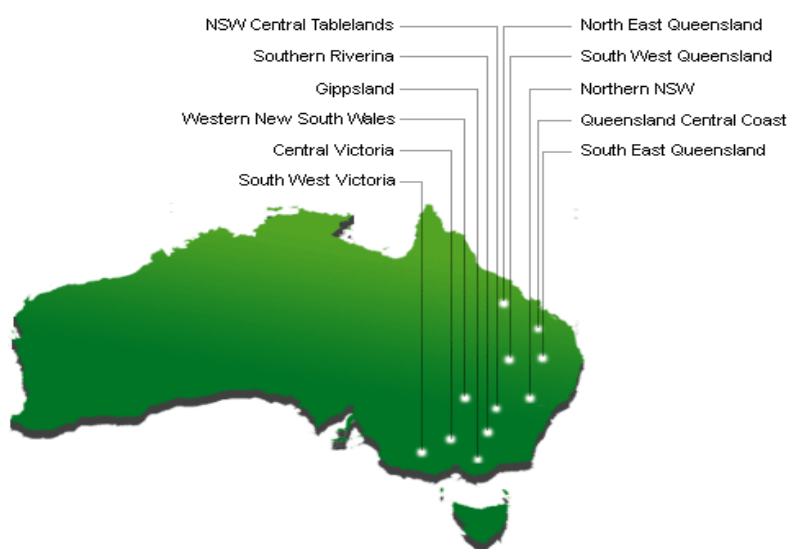 NSW Central Tablelands
Southern Riverina
Gippsland
Western New South Wales
Central Victoria
South West Victoria
North East Queensland
South West Queensland
Northern NSW
Queensland Central Coast
South East Queensland